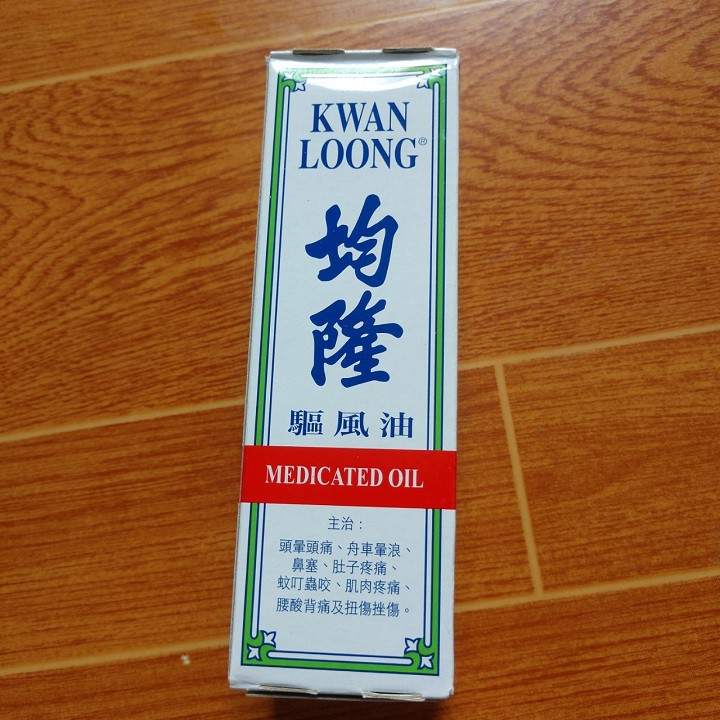 KWAN
LOONG®
均
隆
驅風油
MEDICATED OIL
主治：
頭暈頭痛、舟車暈浪、
鼻塞、肚子疼痛、
蚊叮蟲咬、肌肉疼痛、
腰酸背痛及扭傷挫傷。